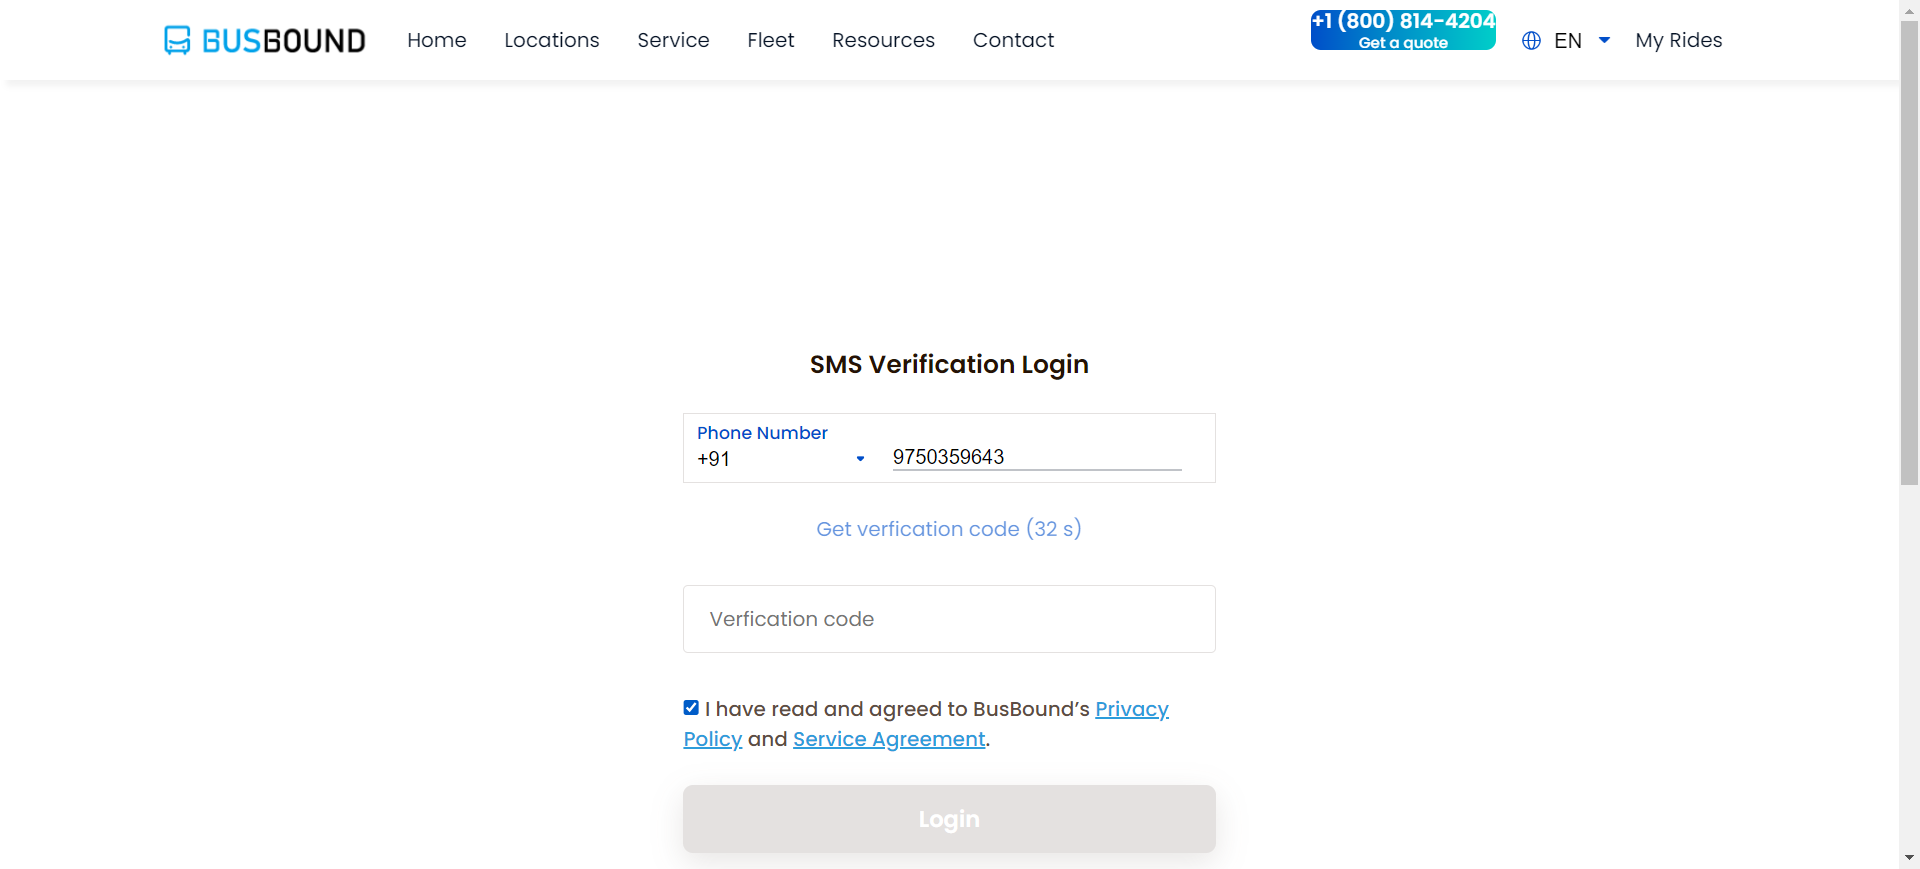 BUSBOUND
Home
Locations
Service
Fleet
Resources
Contact
+1 (800) 814-4204
Get a quote
EN
My Rides
SMS Verification Login
Phone Number
+91
9750359643
Get verfication code (32 s)
Verfication code
I have read and agreed to BusBound’s Privacy
Policy and Service Agreement.
Login